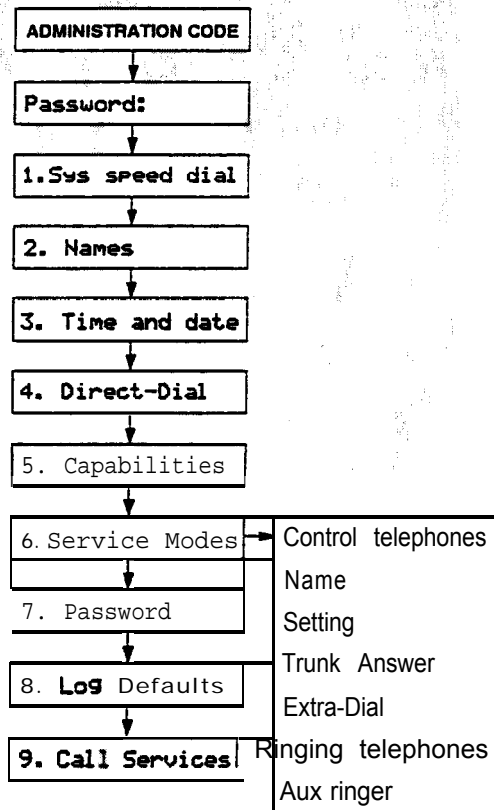 ADMINISTRATION CODE
Password:
1.Sys speed dial
2. Names
3. Time and date
4. Direct-Dial
5. Capabilities
6. Service Modes
Control telephones
Name
Setting
Trunk Answer
Extra-Dial
Ringing telephones
Aux ringer
7. Password
8. Log Defaults
9. Call Services